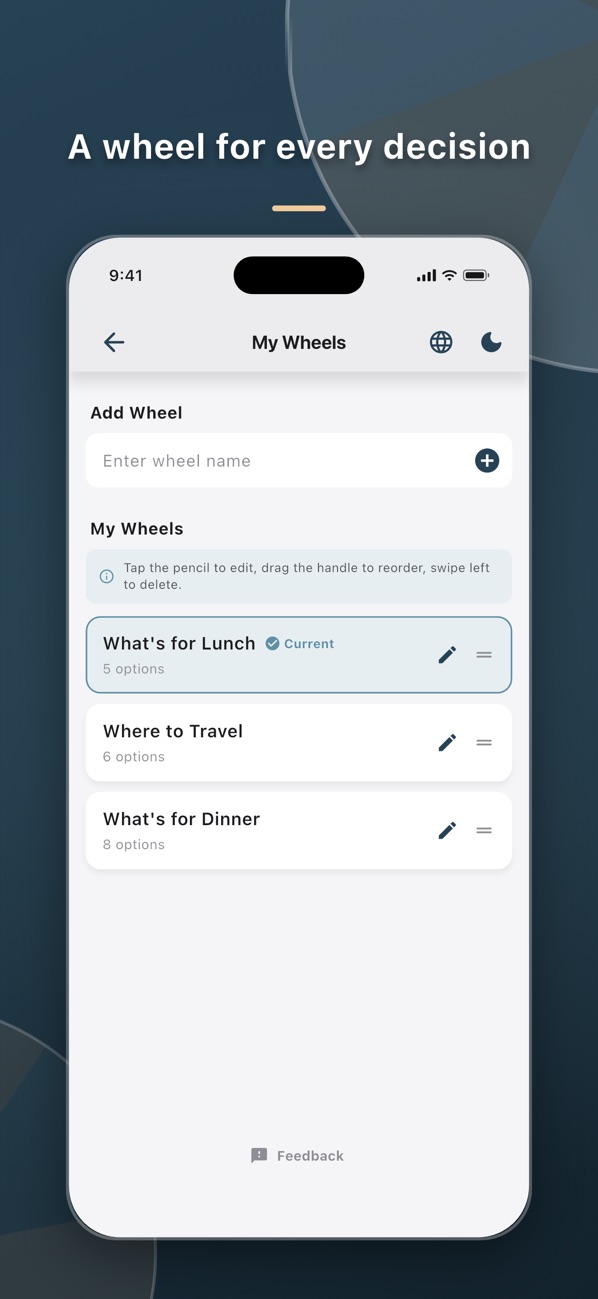 A wheel for every decision
9:41
My Wheels
Add Wheel
Enter wheel name
My Wheels
Tap the pencil to edit, drag the handle to reorder, swipe left
to delete.
What's for Lunch Current
5 options
Where to Travel
6 options
What's for Dinner
8 options
Feedback